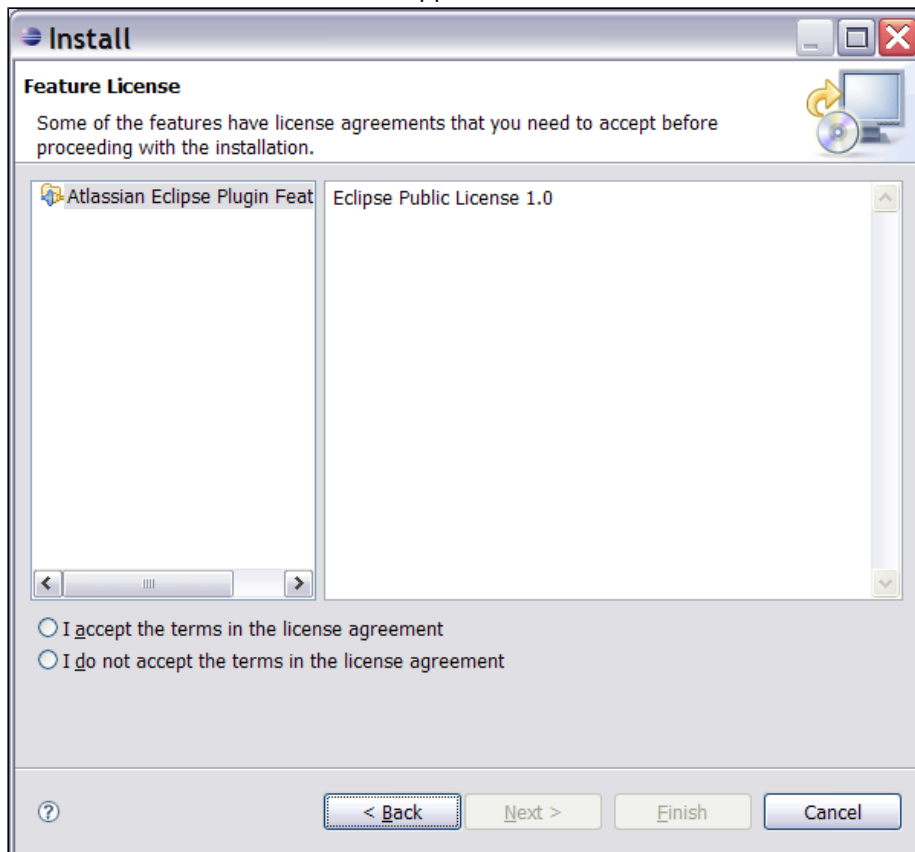 Install
Feature License
Some of the features have license agreements that you need to accept before
proceeding with the installation.
Atlassian Eclipse Plugin Feat
Eclipse Public License 1.0
I accept the terms in the license agreement
I do not accept the terms in the license agreement
?
< Back
Next >
Finish
Cancel